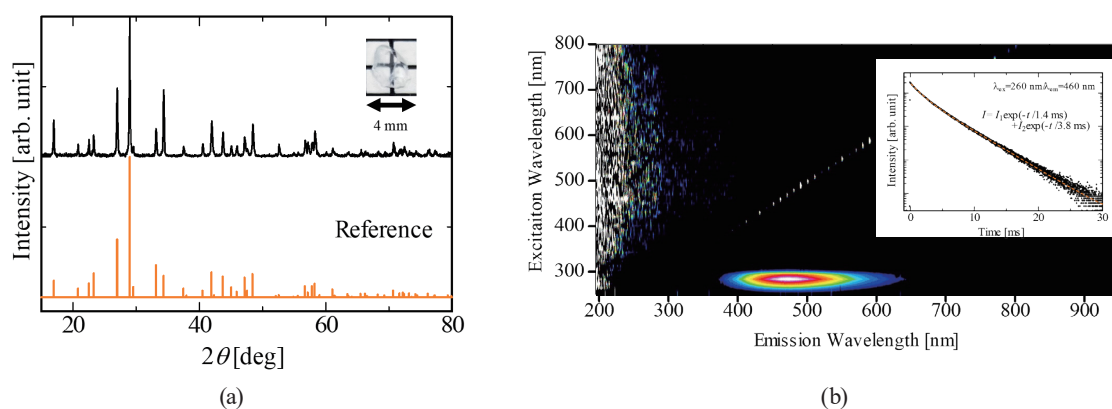 Intensity [arb. unit]
4 mm
Reference
20 40 60 80
2θ [deg]
(a)
Excitaiton Wavelength [nm]
800
700
600
500
400
300
200 300 400 500 600 700 800 900
Emission Wavelength [nm]
Intensity [arb. unit]
λex=260 nm λem=460 nm
I = I1exp(-t /1.4 ms)
+I2exp(-t /3.8 ms)
0 10 20 30
Time [ms]
(b)